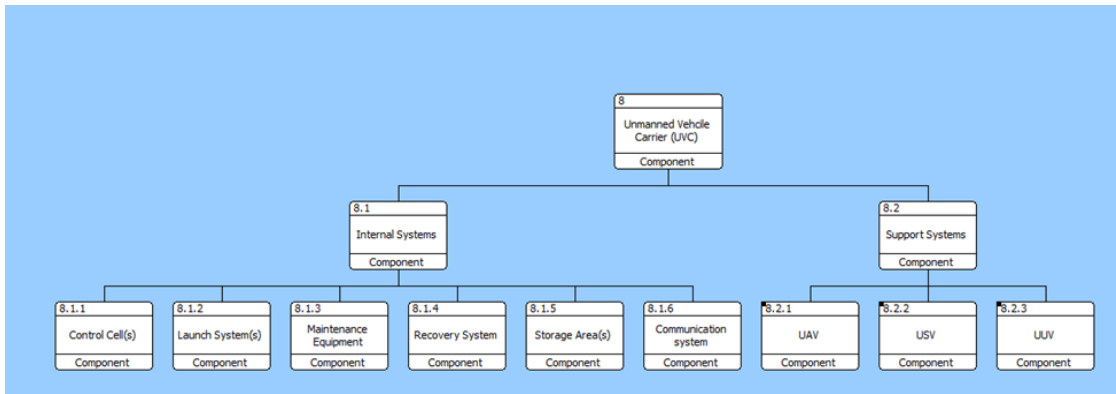 8
Unmanned Vehcile
Carrier (UVC)
Component
8.1
Internal Systems
Component
8.2
Support Systems
Component
8.1.1
Control Cell(s)
Component
8.1.2
Launch System(s)
Component
8.1.3
Maintenance
Equipment
Component
8.1.4
Recovery System
Component
8.1.5
Storage Area(s)
Component
8.1.6
Communication
system
Component
8.2.1
UAV
Component
8.2.2
USV
Component
8.2.3
UUV
Component